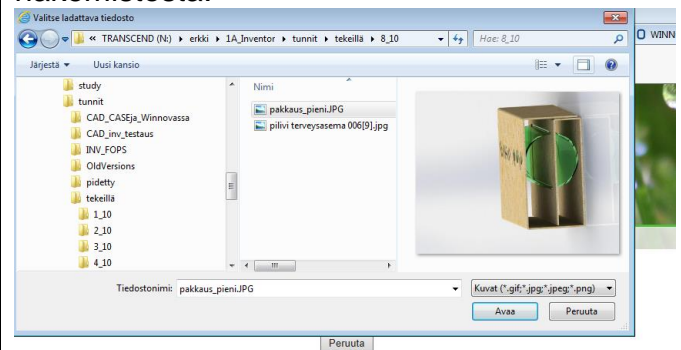 Valitse ladattava tiedosto
« TRANSCEND (N:) ▸ erkki ▸ 1A_Inventor ▸ tunnit ▸ tekeillä ▸ 8_10
Hae: 8_10
WINN
Järjestä
Uusi kansio
study
tunnit
CAD_CASEja_Winnovassa
CAD_inv_testaus
INV_FOPS
OldVersions
pidetty
tekeillä
1_10
2_10
3_10
4_10
Nimi
pakkaus_pieni.JPG
pilivi terveysasema 006[9].jpg
Tiedostonimi: pakkaus_pieni.JPG
Kuvat (*.gif;*.jpg;*.jpeg;*.png)
Avaa
Peruuta
Peruuta